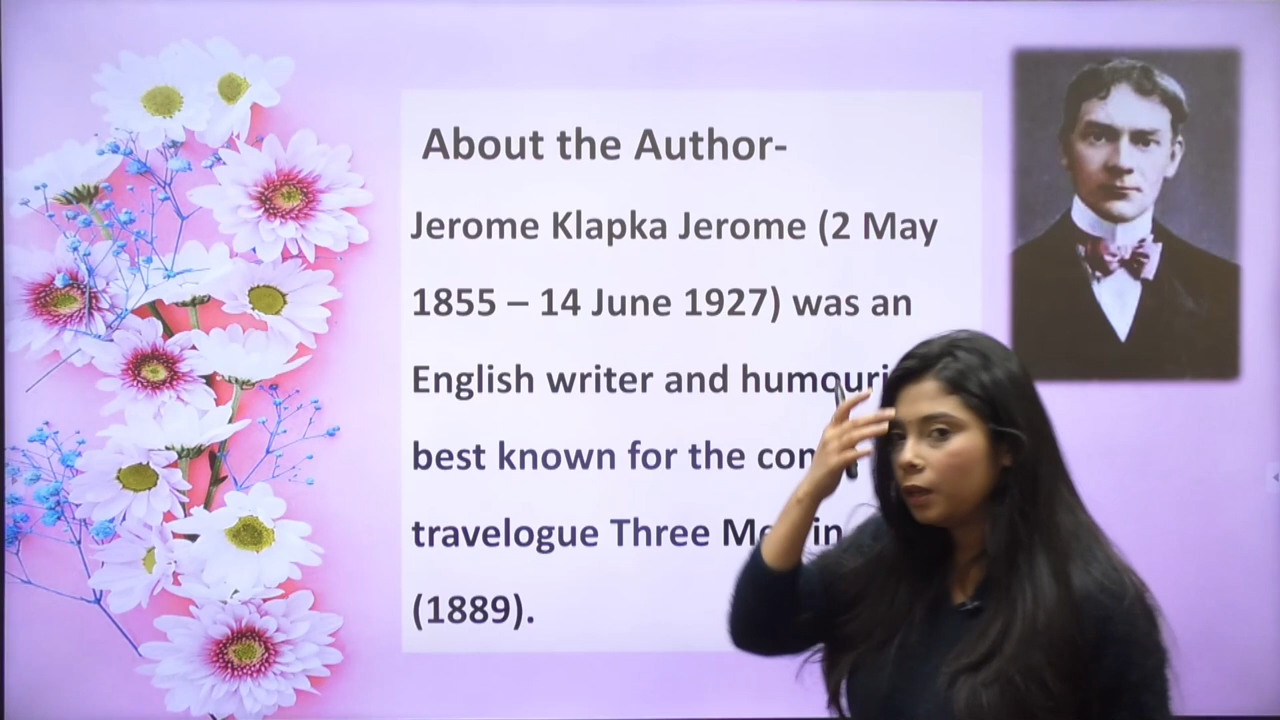 About the Author-
Jerome Klapka Jerome (2 May
1855 – 14 June 1927) was an
English writer and
best known for the
travelogue Three in
(1889).